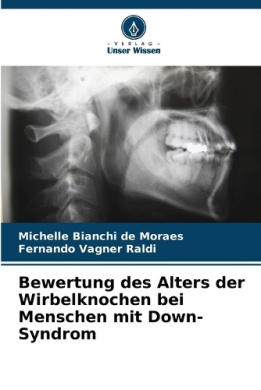 - VERLAG -
Unser Wissen
Michelle Bianchi de Moraes
Fernando Vagner Raldi
Bewertung des Alters der
Wirbelknochen bei
Menschen mit Down-
Syndrom